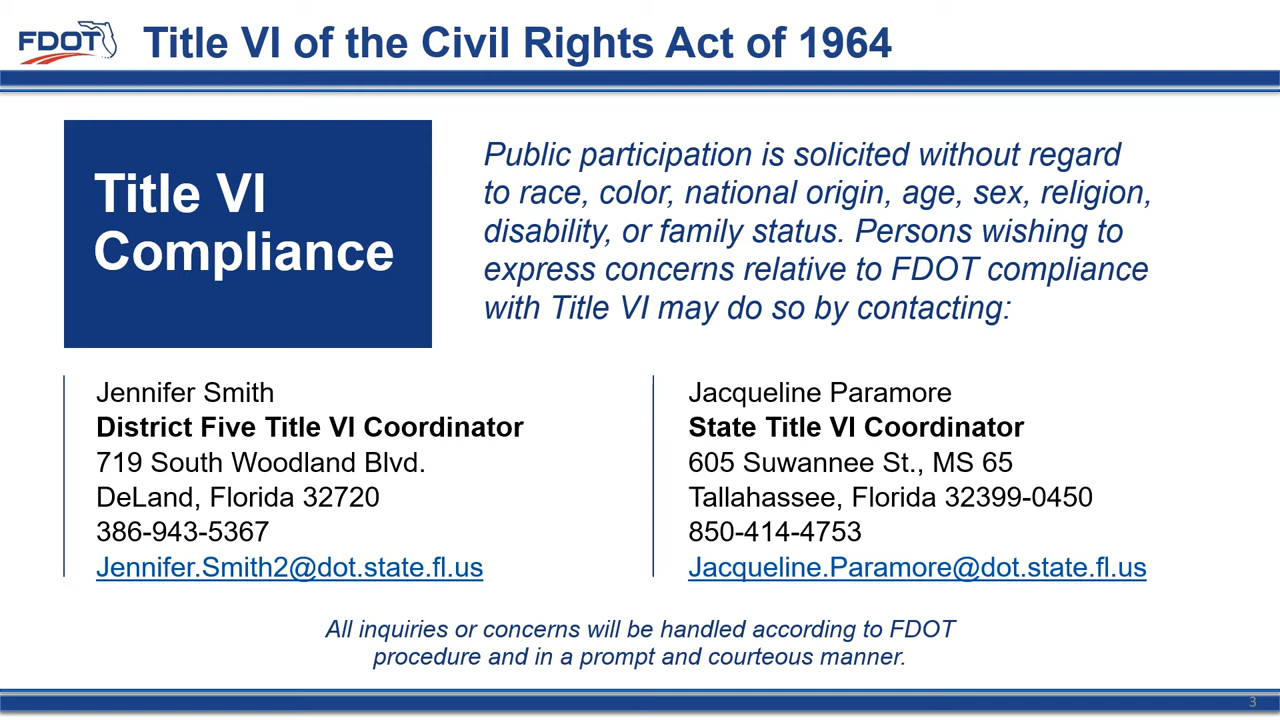 FDOT
Title VI of the Civil Rights Act of 1964
Title VI
Compliance
Public participation is solicited without regard
to race, color, national origin, age, sex, religion,
disability, or family status. Persons wishing to
express concerns relative to FDOT compliance
with Title VI may do so by contacting:
Jennifer Smith
District Five Title VI Coordinator
719 South Woodland Blvd.
DeLand, Florida 32720
386-943-5367
Jennifer.Smith2@dot.state.fl.us
Jacqueline Paramore
State Title VI Coordinator
605 Suwannee St., MS 65
Tallahassee, Florida 32399-0450
850-414-4753
Jacqueline.Paramore@dot.state.fl.us
All inquiries or concerns will be handled according to FDOT
procedure and in a prompt and courteous manner.
3